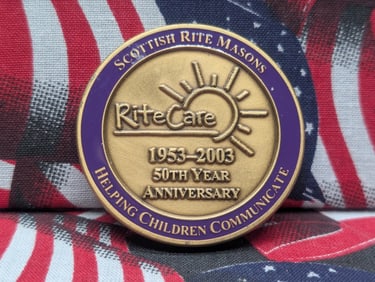 SCOTTISH RITE MASONS
RiteCare
1953–2003
50TH YEAR
ANNIVERSARY
HELPING CHILDREN COMMUNICATE